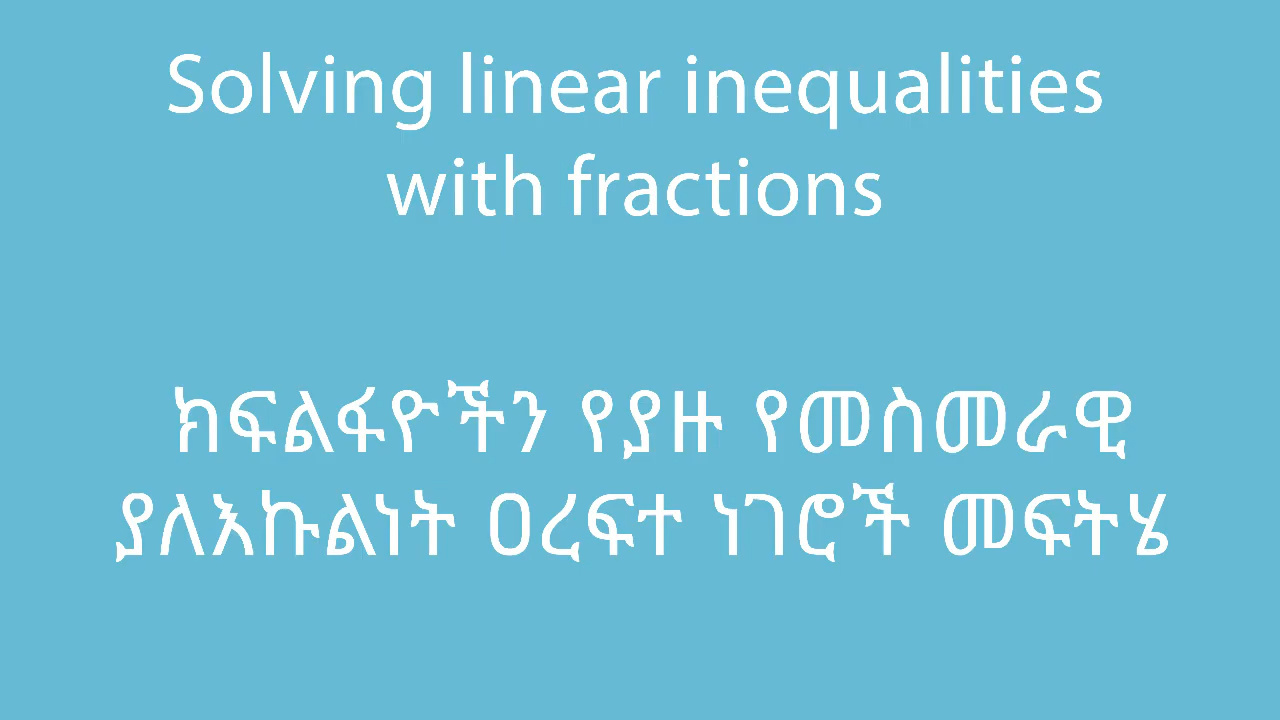 Solving linear inequalities
with fractions
ክፍልፋዮችን የያዙ የመስመራዊ
ያለእኩልነት ዐረፍተ ነገሮች መፍትሄ